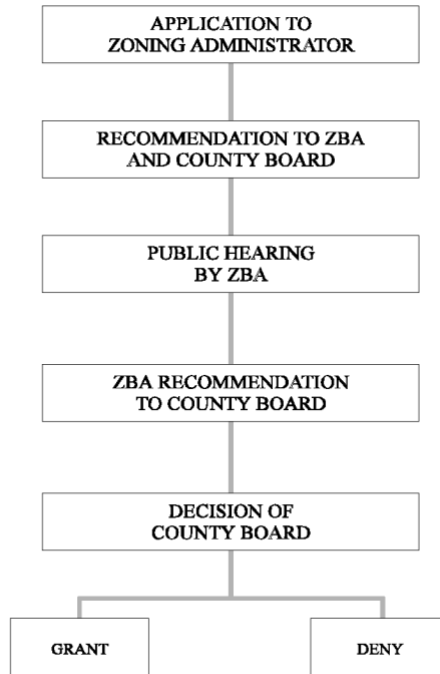 APPLICATION TO
ZONING ADMINISTRATOR
RECOMMENDATION TO ZBA
AND COUNTY BOARD
PUBLIC HEARING
BY ZBA
ZBA RECOMMENDATION
TO COUNTY BOARD
DECISION OF
COUNTY BOARD
GRANT
DENY